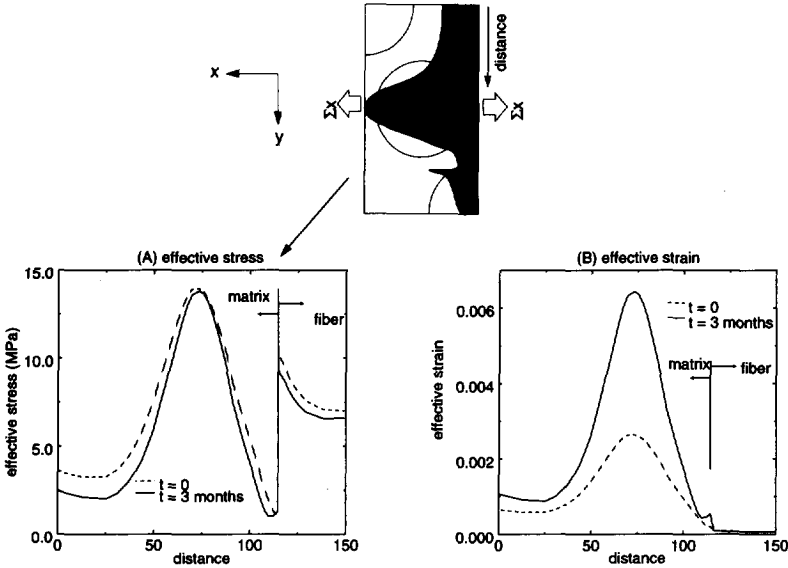 distance
x
y
Σx
Σx
(A) effective stress
15.0
10.0
5.0
0.0
effective stress (MPa)
matrix
fiber
t = 0
t = 3 months
0
50
100
150
distance
(B) effective strain
0.006
0.004
0.002
0.000
effective strain
t = 0
t = 3 months
matrix
fiber
0
50
100
150
distance